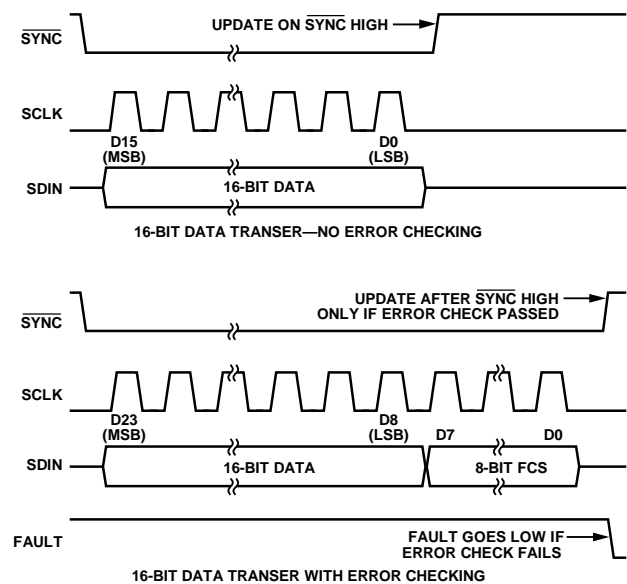 UPDATE ON SYNC HIGH
SYNC
SCLK
D15
(MSB)
D0
(LSB)
SDIN
16-BIT DATA
16-BIT DATA TRANSER—NO ERROR CHECKING
UPDATE AFTER SYNC HIGH
ONLY IF ERROR CHECK PASSED
SYNC
SCLK
D23
(MSB)
D8
(LSB)
D7
D0
SDIN
16-BIT DATA
8-BIT FCS
FAULT
FAULT GOES LOW IF
ERROR CHECK FAILS
16-BIT DATA TRANSER WITH ERROR CHECKING